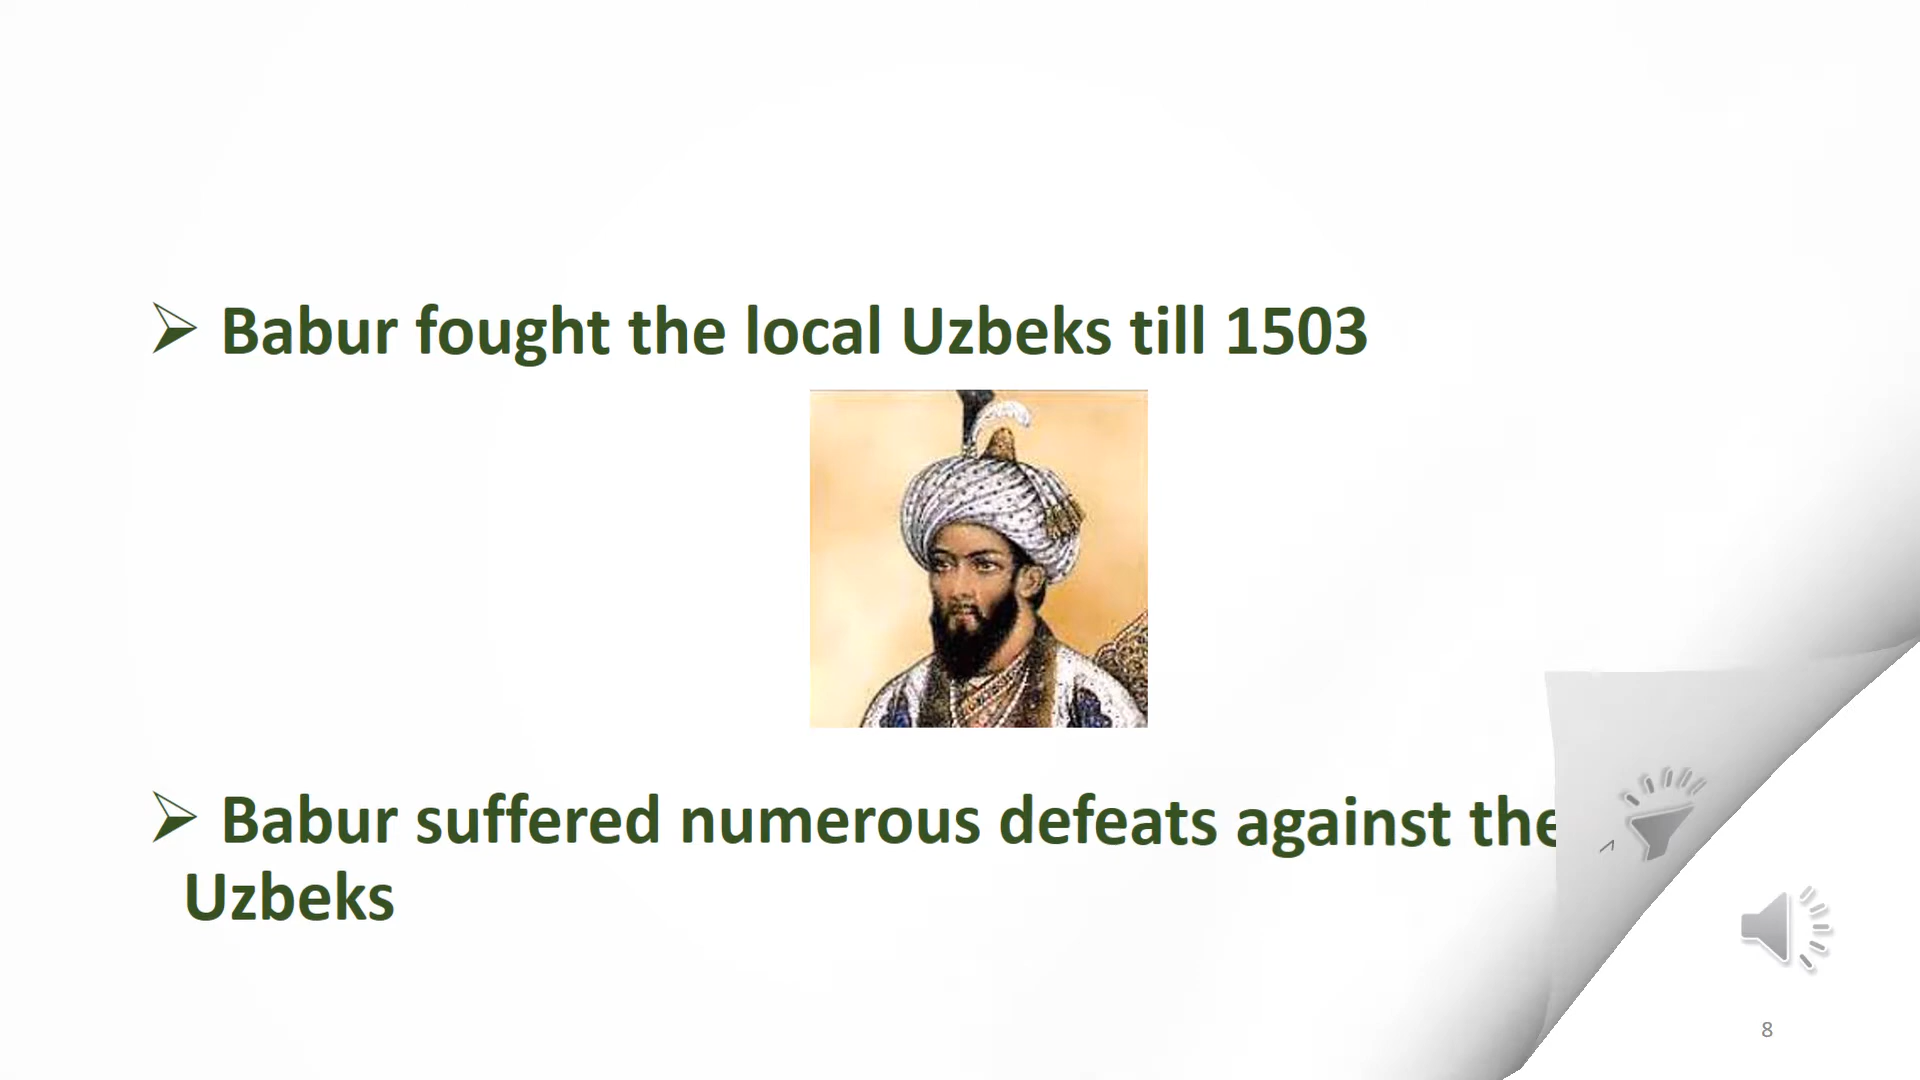 ➢ Babur fought the local Uzbeks till 1503
➢ Babur suffered numerous defeats against the
Uzbeks
8